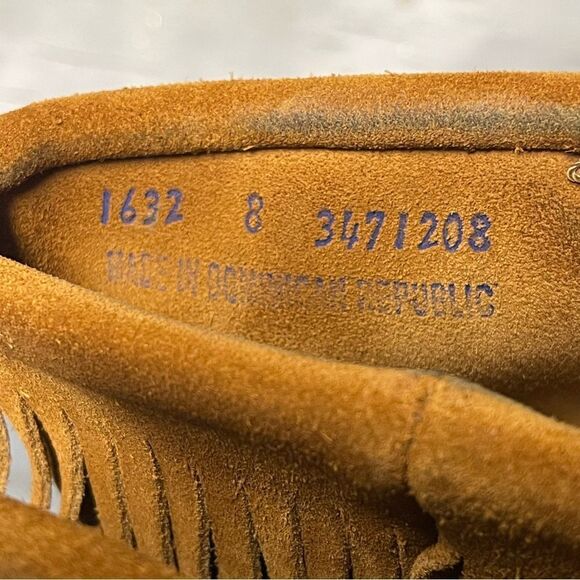 1632 8 3471208
MADE IN DOMINICAN REPUBLIC